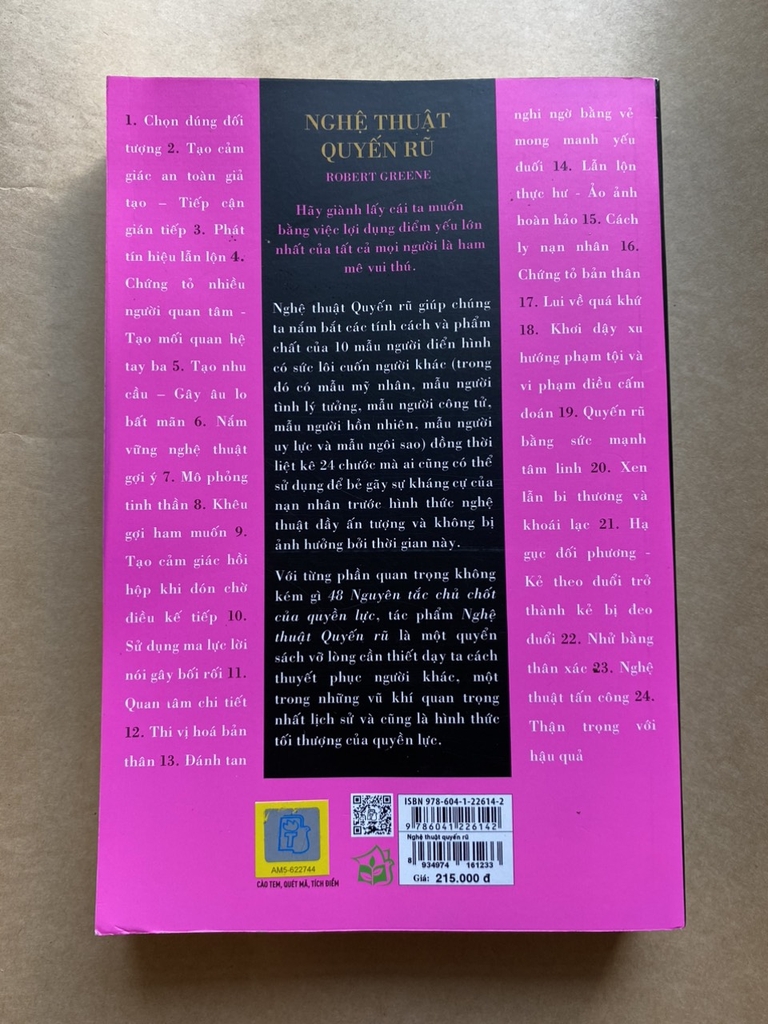 1. Chọn đúng đối
tượng 2. Tạo cảm
giác an toàn giả
tạo – Tiếp cận
gián tiếp 3. Phát
tín hiệu lẫn lộn 4.
Chứng tỏ nhiều
người quan tâm -
Tạo mối quan hệ
tay ba 5. Tạo nhu
cầu – Gây âu lo
bất mãn 6. Nắm
vững nghệ thuật
gợi ý 7. Mô phỏng
tinh thần 8. Khêu
gợi ham muốn 9.
Tạo cảm giác hồi
hộp khi đón chờ
điều kế tiếp 10.
Sử dụng ma lực lời
nói gây bối rối 11.
Quan tâm chi tiết
12. Thi vị hoá bản
thân 13. Đánh tan
NGHỆ THUẬT
QUYẾN RŨ
ROBERT GREENE
Hãy giành lấy cái ta muốn
bằng việc lợi dụng điểm yếu lớn
nhất của tất cả mọi người là ham
mê vui thú.
Nghệ thuật Quyến rũ giúp chúng
ta nắm bắt các tính cách và phẩm
chất của 10 mẫu người điển hình
có sức lôi cuốn người khác (trong
đó có mẫu mỹ nhân, mẫu người
tình lý tưởng, mẫu người công tử,
mẫu người hồn nhiên, mẫu người
uy lực và mẫu ngôi sao) đồng thời
liệt kê 24 chước mà ai cũng có thể
sử dụng để bẻ gãy sự kháng cự của
nạn nhân trước hình thức nghệ
thuật đầy ấn tượng và không bị
ảnh hưởng bởi thời gian này.
Với từng phần quan trọng không
kém gì 48 Nguyên tắc chủ chốt
của quyền lực, tác phẩm Nghệ
thuật Quyến rũ là một quyển
sách vỡ lòng cần thiết dạy ta cách
thuyết phục người khác, một
trong những vũ khí quan trọng
nhất lịch sử và cũng là hình thức
tối thượng của quyền lực.
nghi ngờ bằng vẻ
mong manh yếu
đuối 14. Lẫn lộn
thực hư - Ảo ảnh
hoàn hảo 15. Cách
ly nạn nhân 16.
Chứng tỏ bản thân
17. Lui về quá khứ
18. Khơi dậy xu
hướng phạm tội và
vi phạm điều cấm
đoán 19. Quyến rũ
bằng sức mạnh
tâm linh 20. Xen
lẫn bi thương và
khoái lạc 21. Hạ
gục đối phương -
Kẻ theo đuổi trở
thành kẻ bị đeo
đuổi 22. Nhử bằng
thân xác 23. Nghệ
thuật tấn công 24.
Thận trọng với
hậu quả
AM5-622744
CÀO TEM, QUÉT MÃ, TÍCH ĐIỂM
ISBN 978-604-1-22614-2
9 786041 226142
Nghệ thuật quyến rũ
8 934974 161233
Giá: 215.000 đ